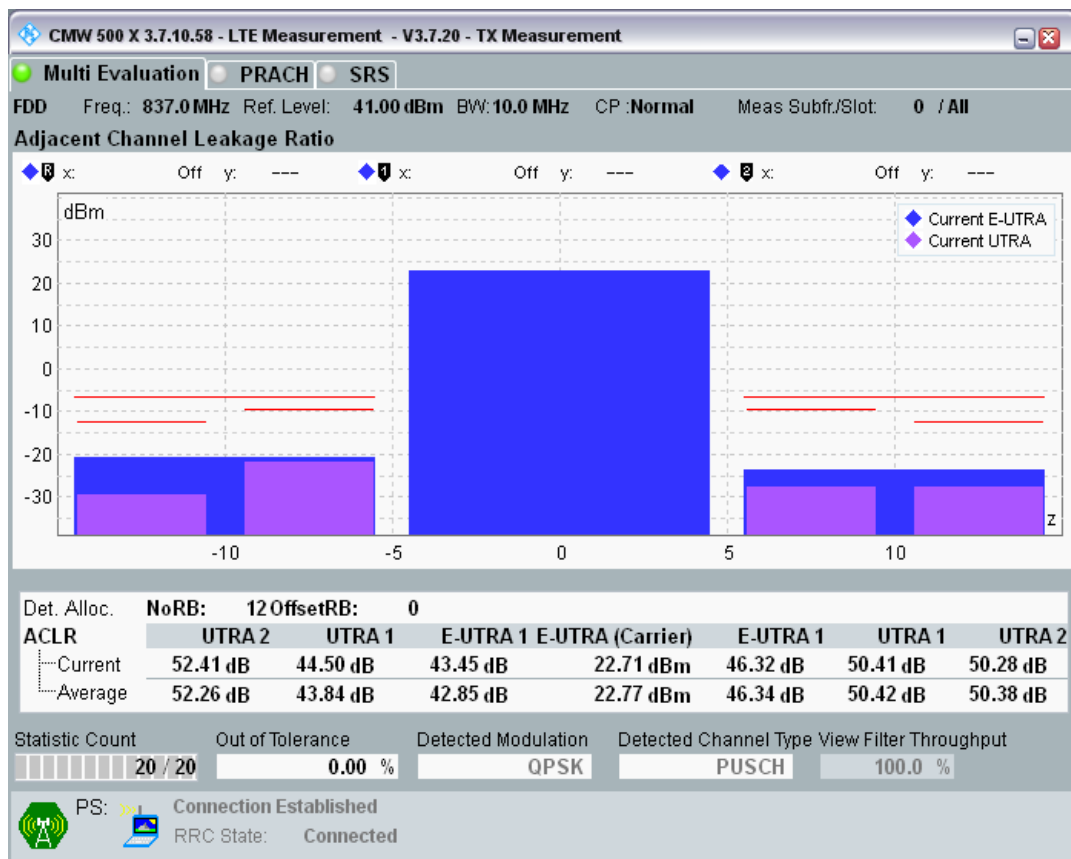 CMW 500 X 3.7.10.58 - LTE Measurement - V3.7.20 - TX Measurement
Multi Evaluation PRACH SRS
FDD Freq.: 837.0 MHz Ref. Level: 41.00 dBm BW: 10.0 MHz CP :Normal Meas Subfr./Slot: 0 / All
Adjacent Channel Leakage Ratio
R x: Off y: --- 1 x: Off y: --- 2 x: Off y: ---
dBm
Current E-UTRA
Current UTRA
30
20
10
0
-10
-20
-30
z
-10 -5 0 5 10
Det. Alloc. NoRB: 12 OffsetRB: 0
ACLR UTRA 2 UTRA 1 E-UTRA 1 E-UTRA (Carrier) E-UTRA 1 UTRA 1 UTRA 2
Current 52.41 dB 44.50 dB 43.45 dB 22.71 dBm 46.32 dB 50.41 dB 50.28 dB
Average 52.26 dB 43.84 dB 42.85 dB 22.77 dBm 46.34 dB 50.42 dB 50.38 dB
Statistic Count Out of Tolerance Detected Modulation Detected Channel Type View Filter Throughput
20 / 20 0.00 % QPSK PUSCH 100.0 %
PS: Connection Established
RRC State: Connected